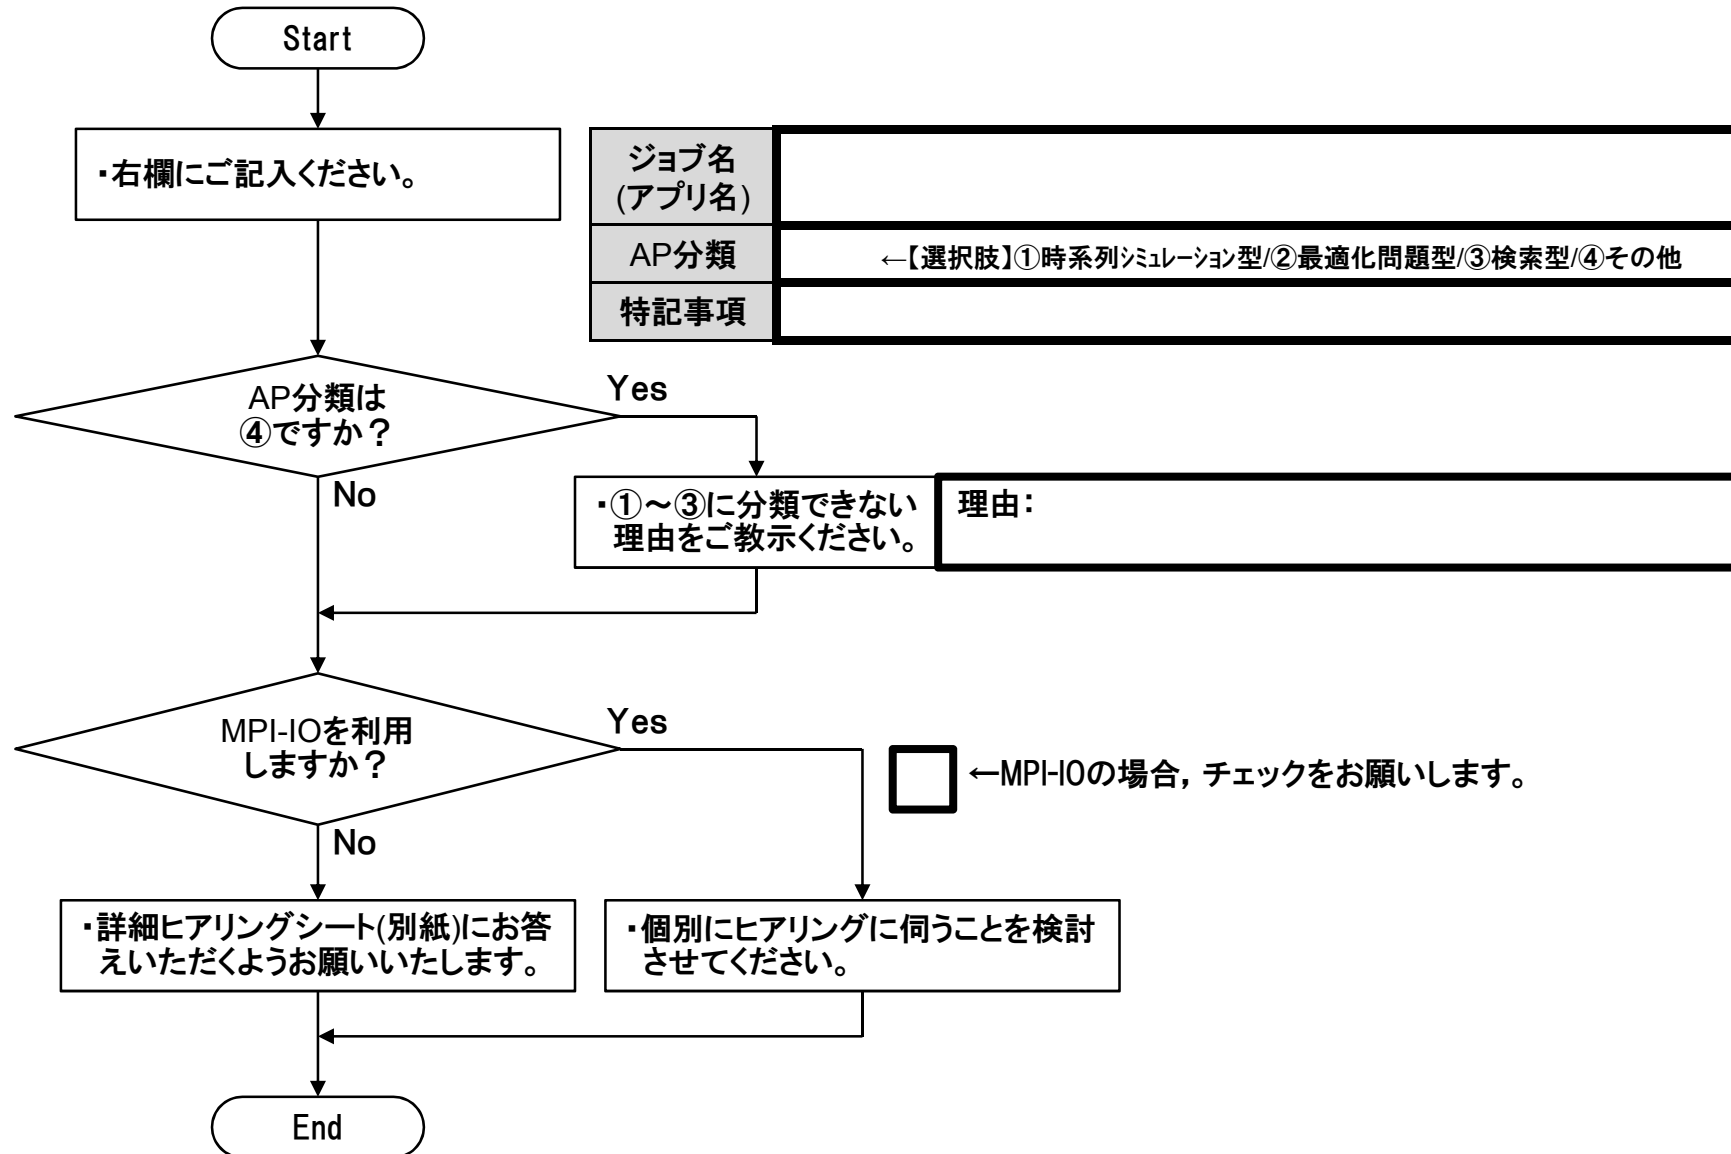 Start
・右欄にご記入ください。
ジョブ名
(アプリ名)
AP分類
←【選択肢】①時系列ｼﾐｭﾚｰｼｮﾝ型/②最適化問題型/③検索型/④その他
特記事項
AP分類は
④ですか？
Yes
No
・①～③に分類できない
理由をご教示ください。
理由：
MPI-IOを利用
しますか？
Yes
No
←MPI-IOの場合，チェックをお願いします。
・詳細ヒアリングシート(別紙)にお答
えいただくようお願いいたします。
・個別にヒアリングに伺うことを検討
させてください。
End